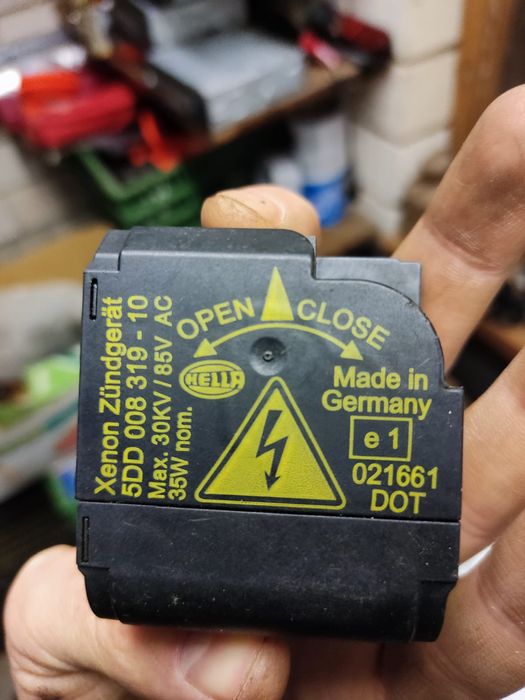 Xenon Zündgerät
5DD 008 319 - 10
Max. 30KV / 85V AC
35W nom.
OPEN CLOSE
HELLA
Made in
Germany
e 1
021661
DOT